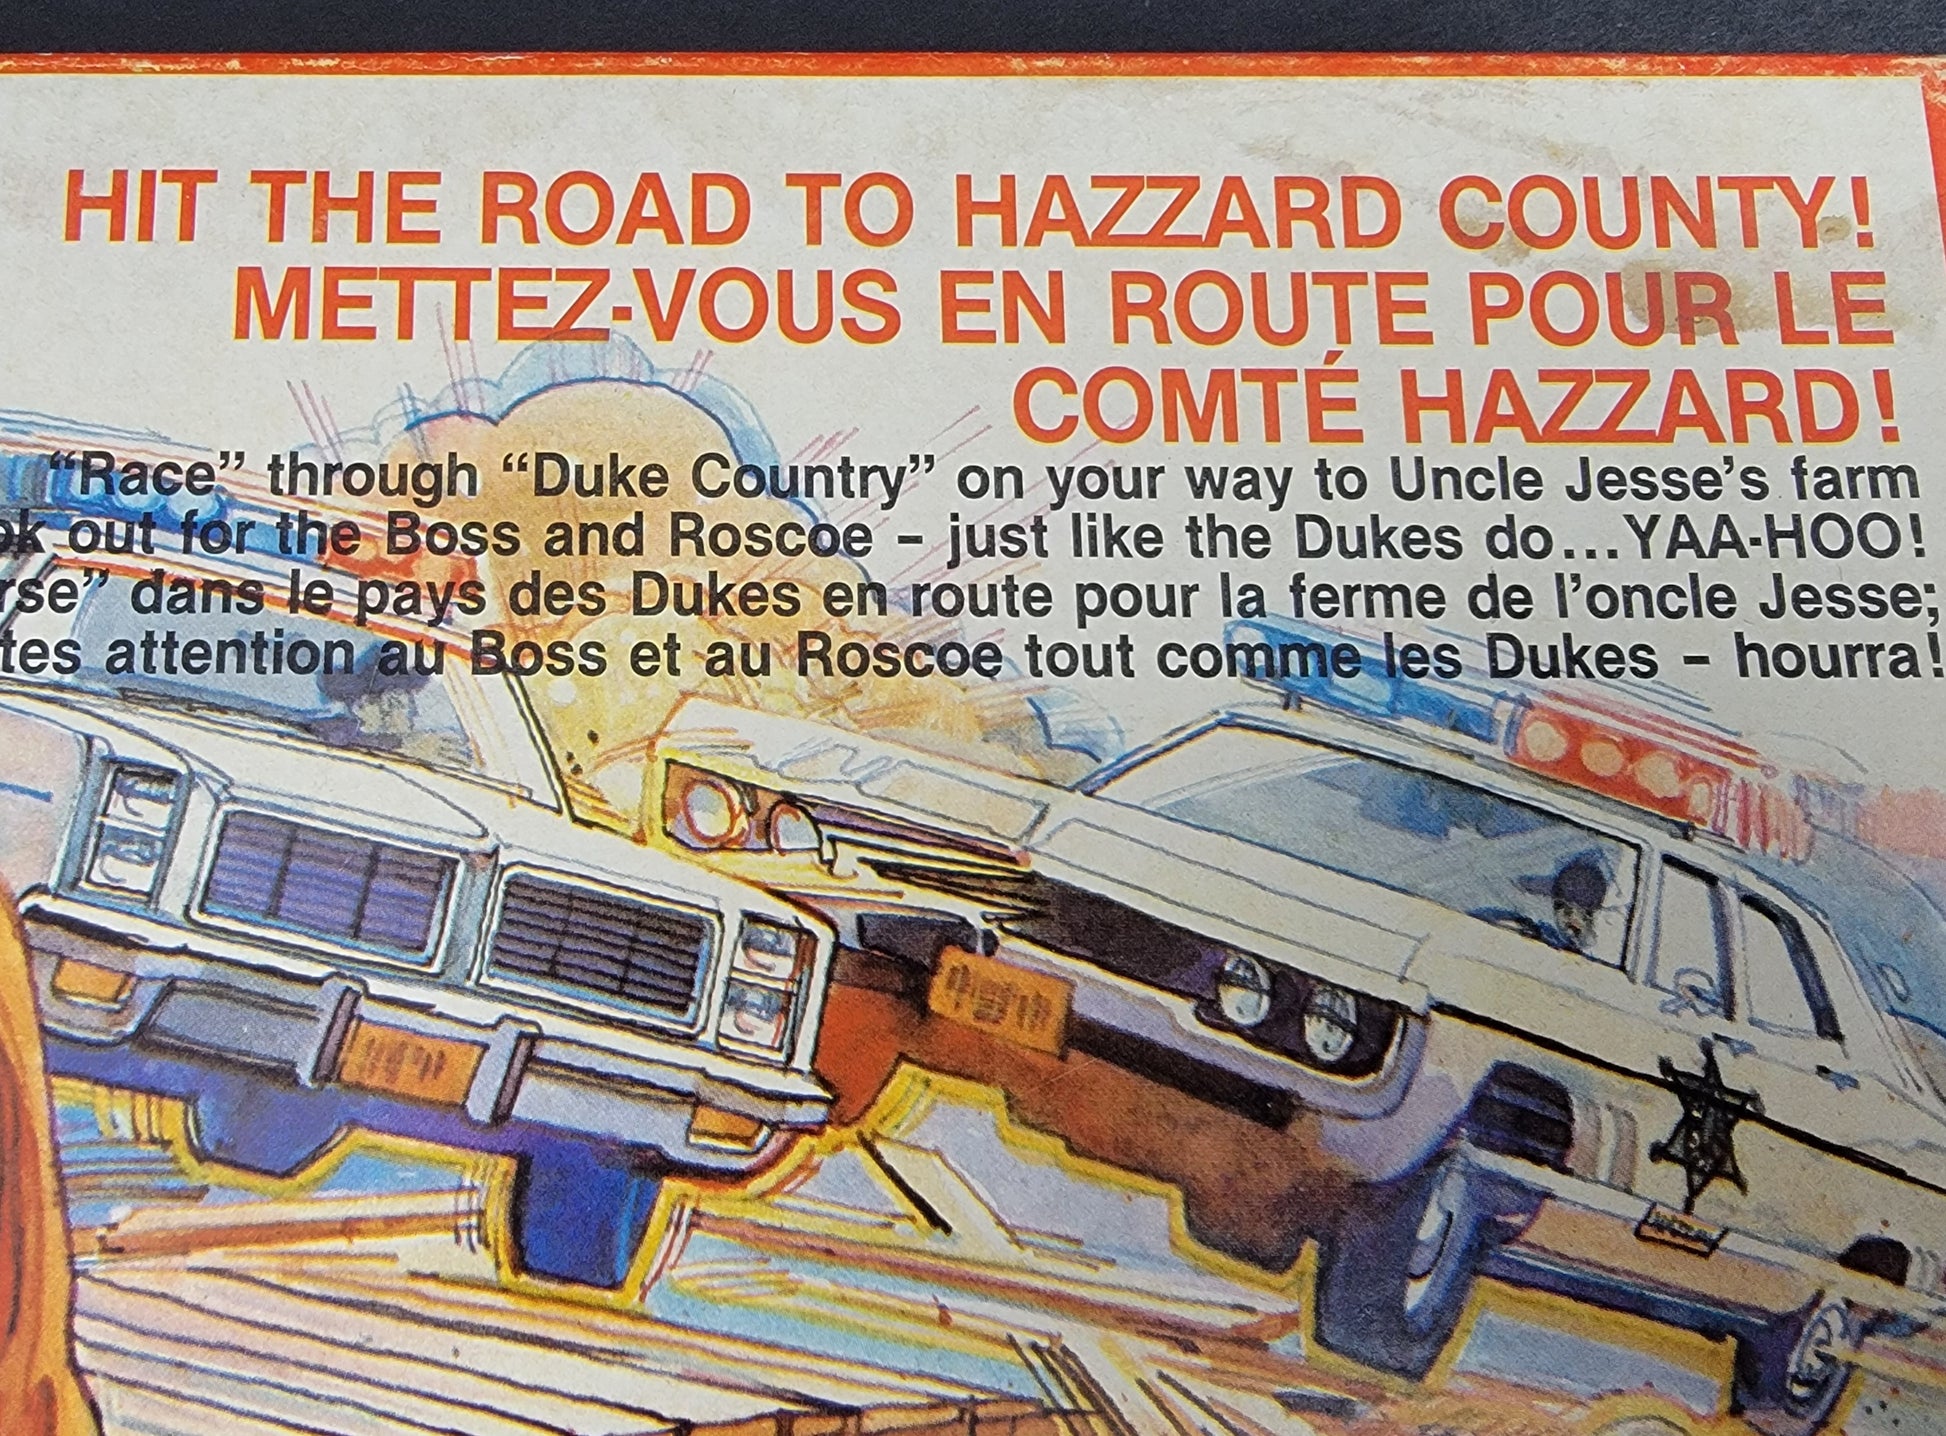 HIT THE ROAD TO HAZZARD COUNTY!
METTEZ-VOUS EN ROUTE POUR LE
COMTÉ HAZZARD!
“Race” through “Duke Country” on your way to Uncle Jesse’s farm
ok out for the Boss and Roscoe – just like the Dukes do...YAA-HOO!
rse” dans le pays des Dukes en route pour la ferme de l’oncle Jesse;
tes attention au Boss et au Roscoe tout comme les Dukes – hourra!